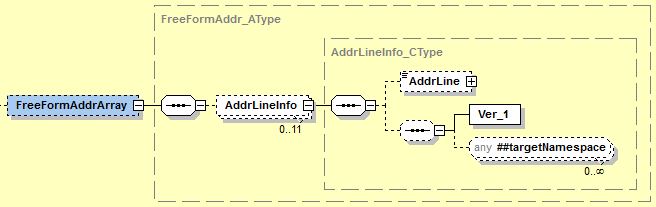 FreeFormAddr_AType
AddrLineInfo_CType
AddrLine
FreeFormAddrArray
AddrLineInfo
0..11
Ver_1
any ##targetNamespace
0..∞